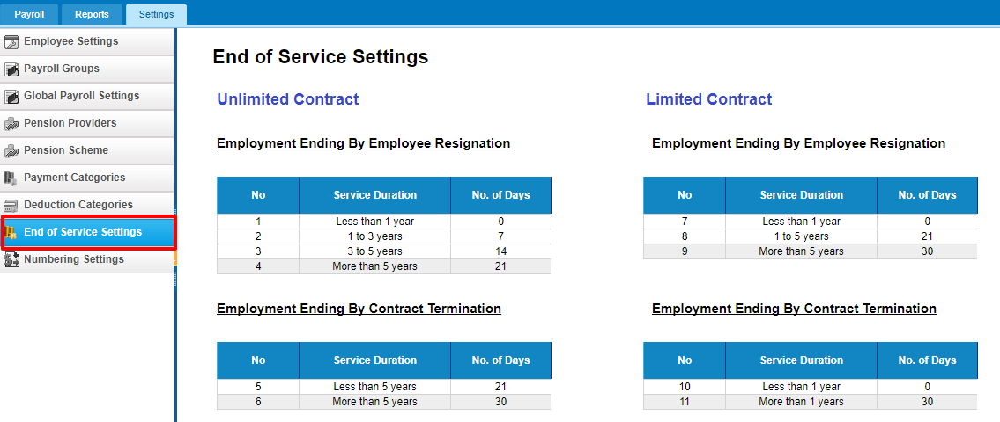 Payroll Reports Settings
Employee Settings
Payroll Groups
Global Payroll Settings
Pension Providers
Pension Scheme
Payment Categories
Deduction Categories
End of Service Settings
Numbering Settings
End of Service Settings
Unlimited Contract
Employment Ending By Employee Resignation
No Service Duration No. of Days
1 Less than 1 year 0
2 1 to 3 years 7
3 3 to 5 years 14
4 More than 5 years 21
Employment Ending By Contract Termination
No Service Duration No. of Days
5 Less than 5 years 21
6 More than 5 years 30
Limited Contract
Employment Ending By Employee Resignation
No Service Duration No. of Days
7 Less than 1 year 0
8 1 to 5 years 21
9 More than 5 years 30
Employment Ending By Contract Termination
No Service Duration No. of Days
10 Less than 1 year 0
11 More than 1 years 30